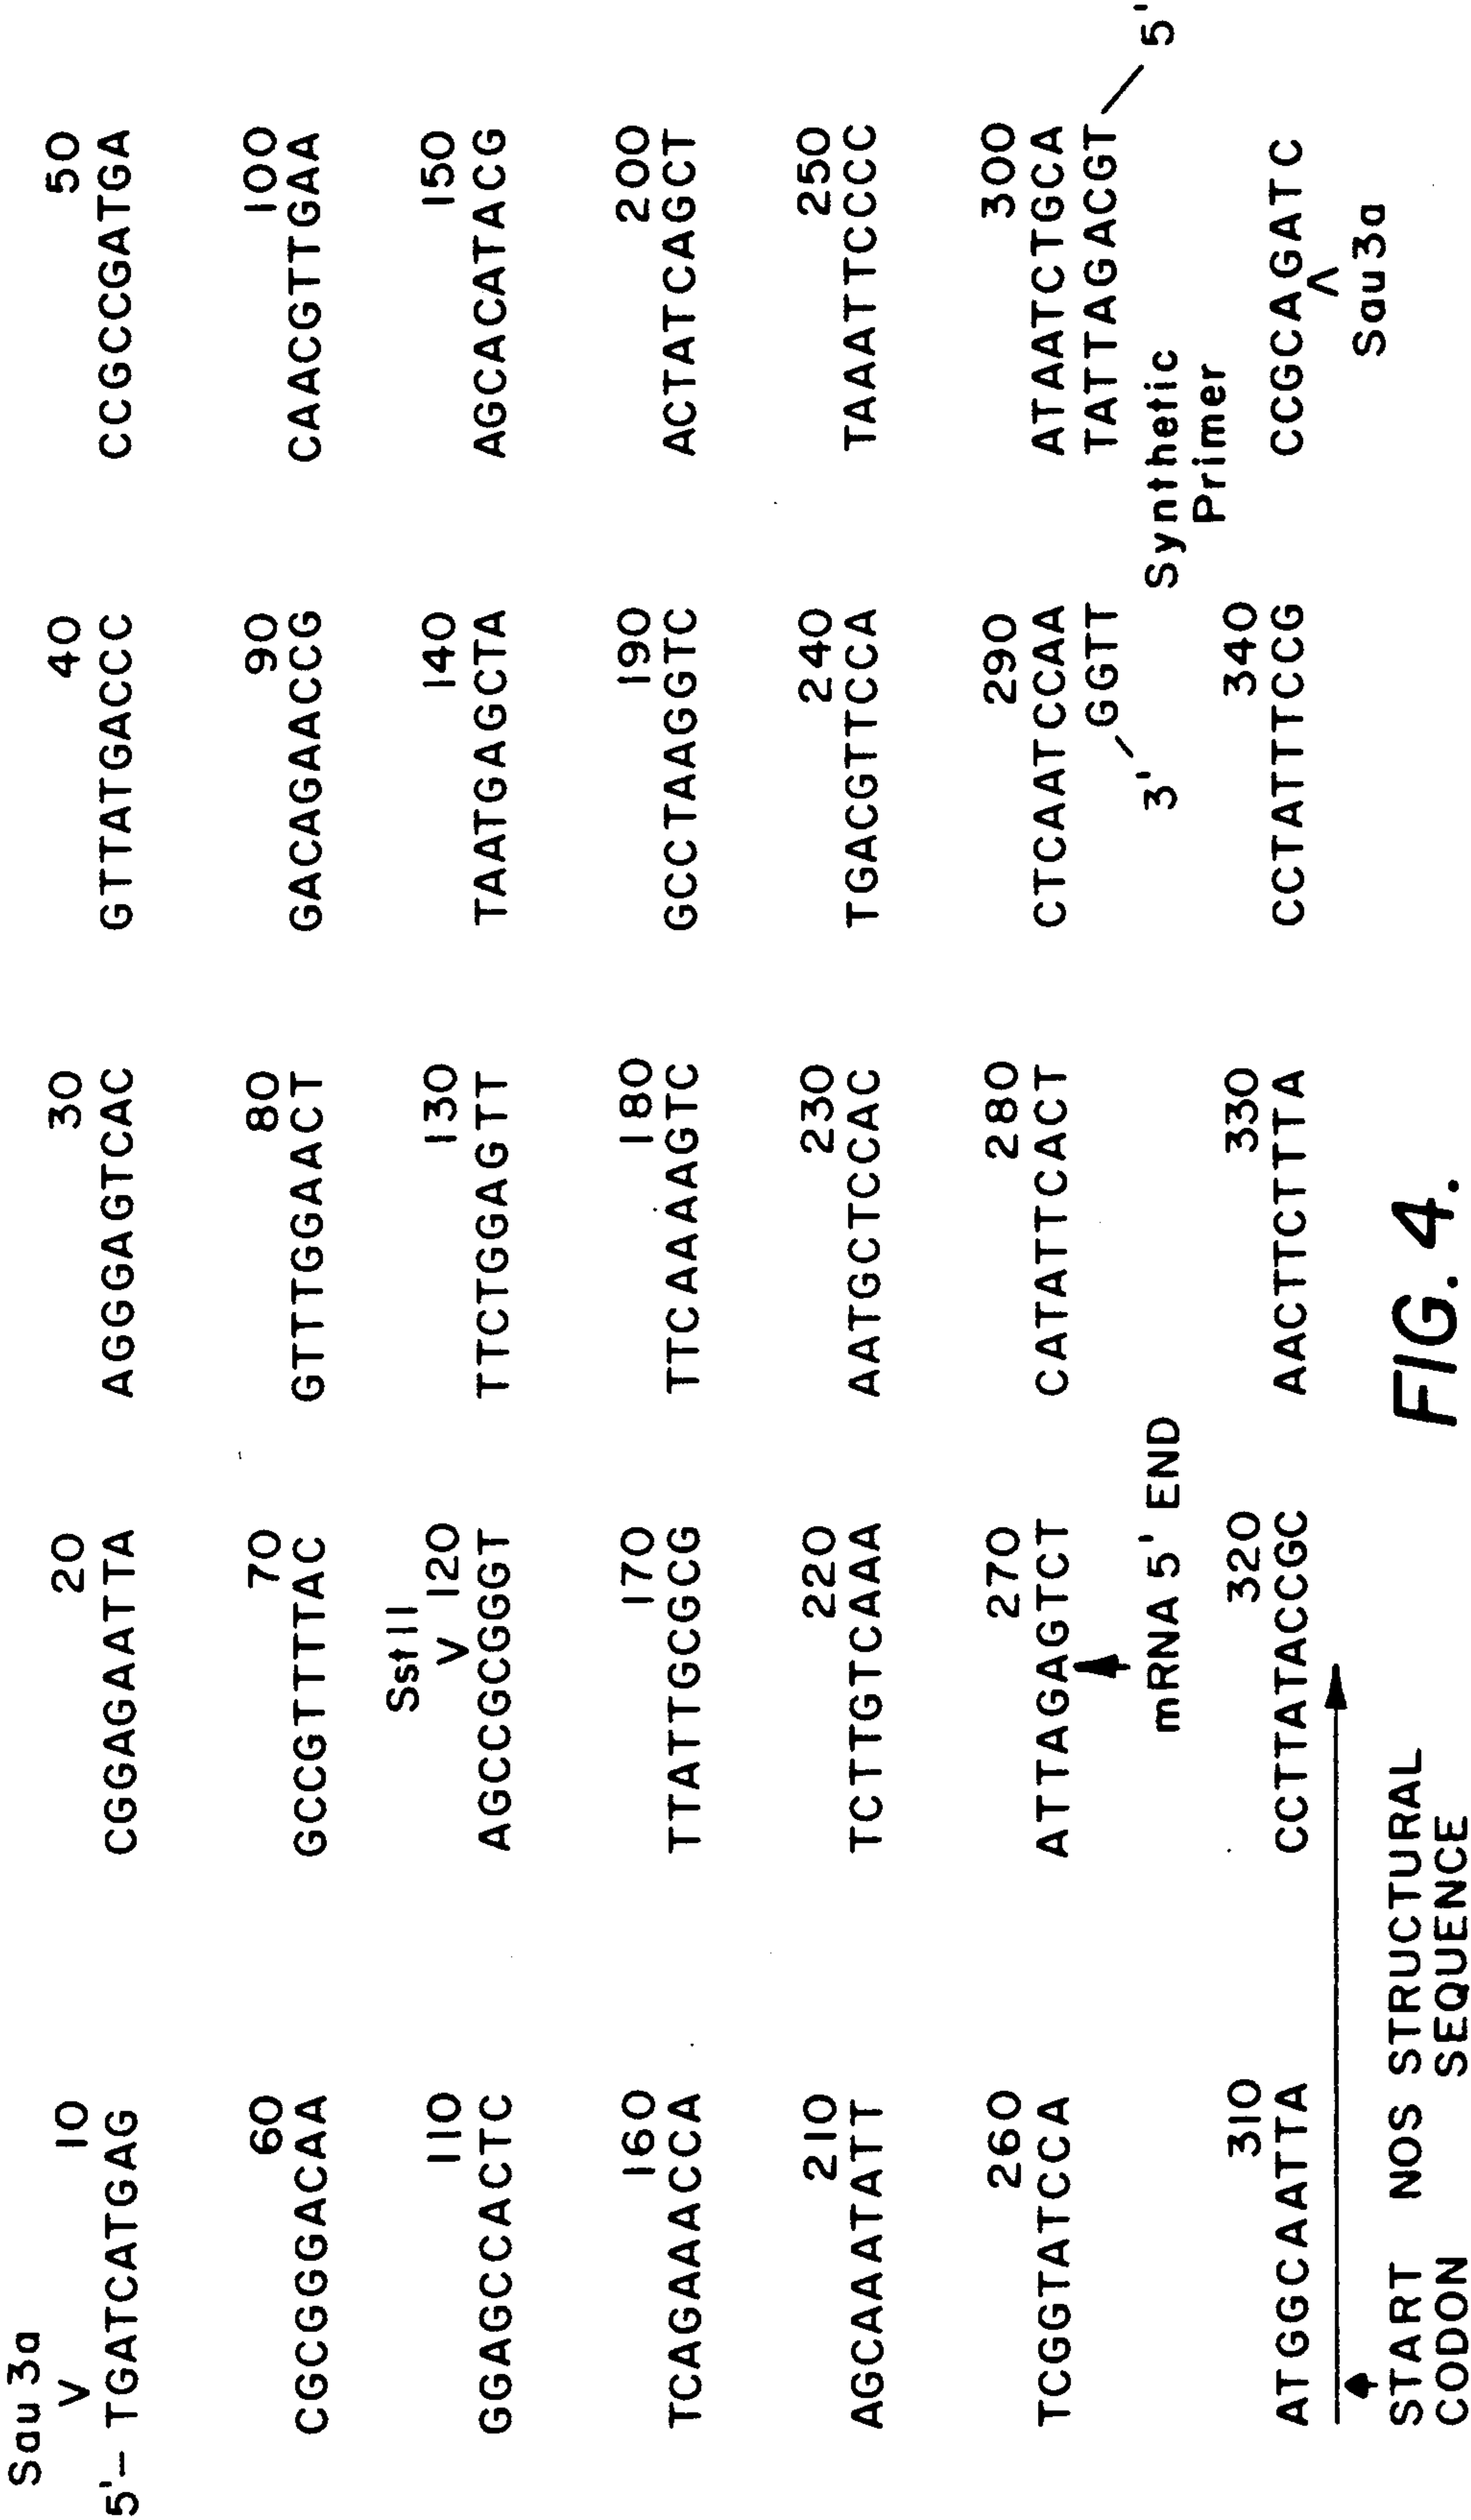 Sau 3a
V
10 20 30 40 50
5'– TGATCATGAG CGGAGAATTA AGGGAGTCAC GTTATGACCC CCGCCGATGA
60 70 80 90 100
CGCGGGACAA GCCGTTTTAC GTTTGGAACT GACAGAACCG CAACGTTGAA
Sst II
V
110 120 130 140 150
GGAGCCACTC AGCCGCGGGT TTCTGGAGTT TAATGAGCTA AGCACATACG
160 170 180 190 200
TCAGAAACCA TTATTGCGCG TTCAAAAGTC GCCTAAGGTC ACTATCAGCT
210 220 230 240 250
AGCAAATATT TCTTGTCAAA AATGCTCCAC TGACGTTCCA TAAATTCCCC
260 270 280 290 300
TCGGTATCCA ATTAGAGTCT CATATTCACT CTCAATCCAA ATAATCTGCA
GGTT TATTAGACGT
mRNA 5' END 3' Synthetic 5'
Primer
310 320 330 340
ATGGCAATTA CCTTATACCGC AACTTCTTTA CCTATTTCCG CCGCAGATC
Λ
START NOS STRUCTURAL Sau 3a
CODON SEQUENCE
FIG. 4.